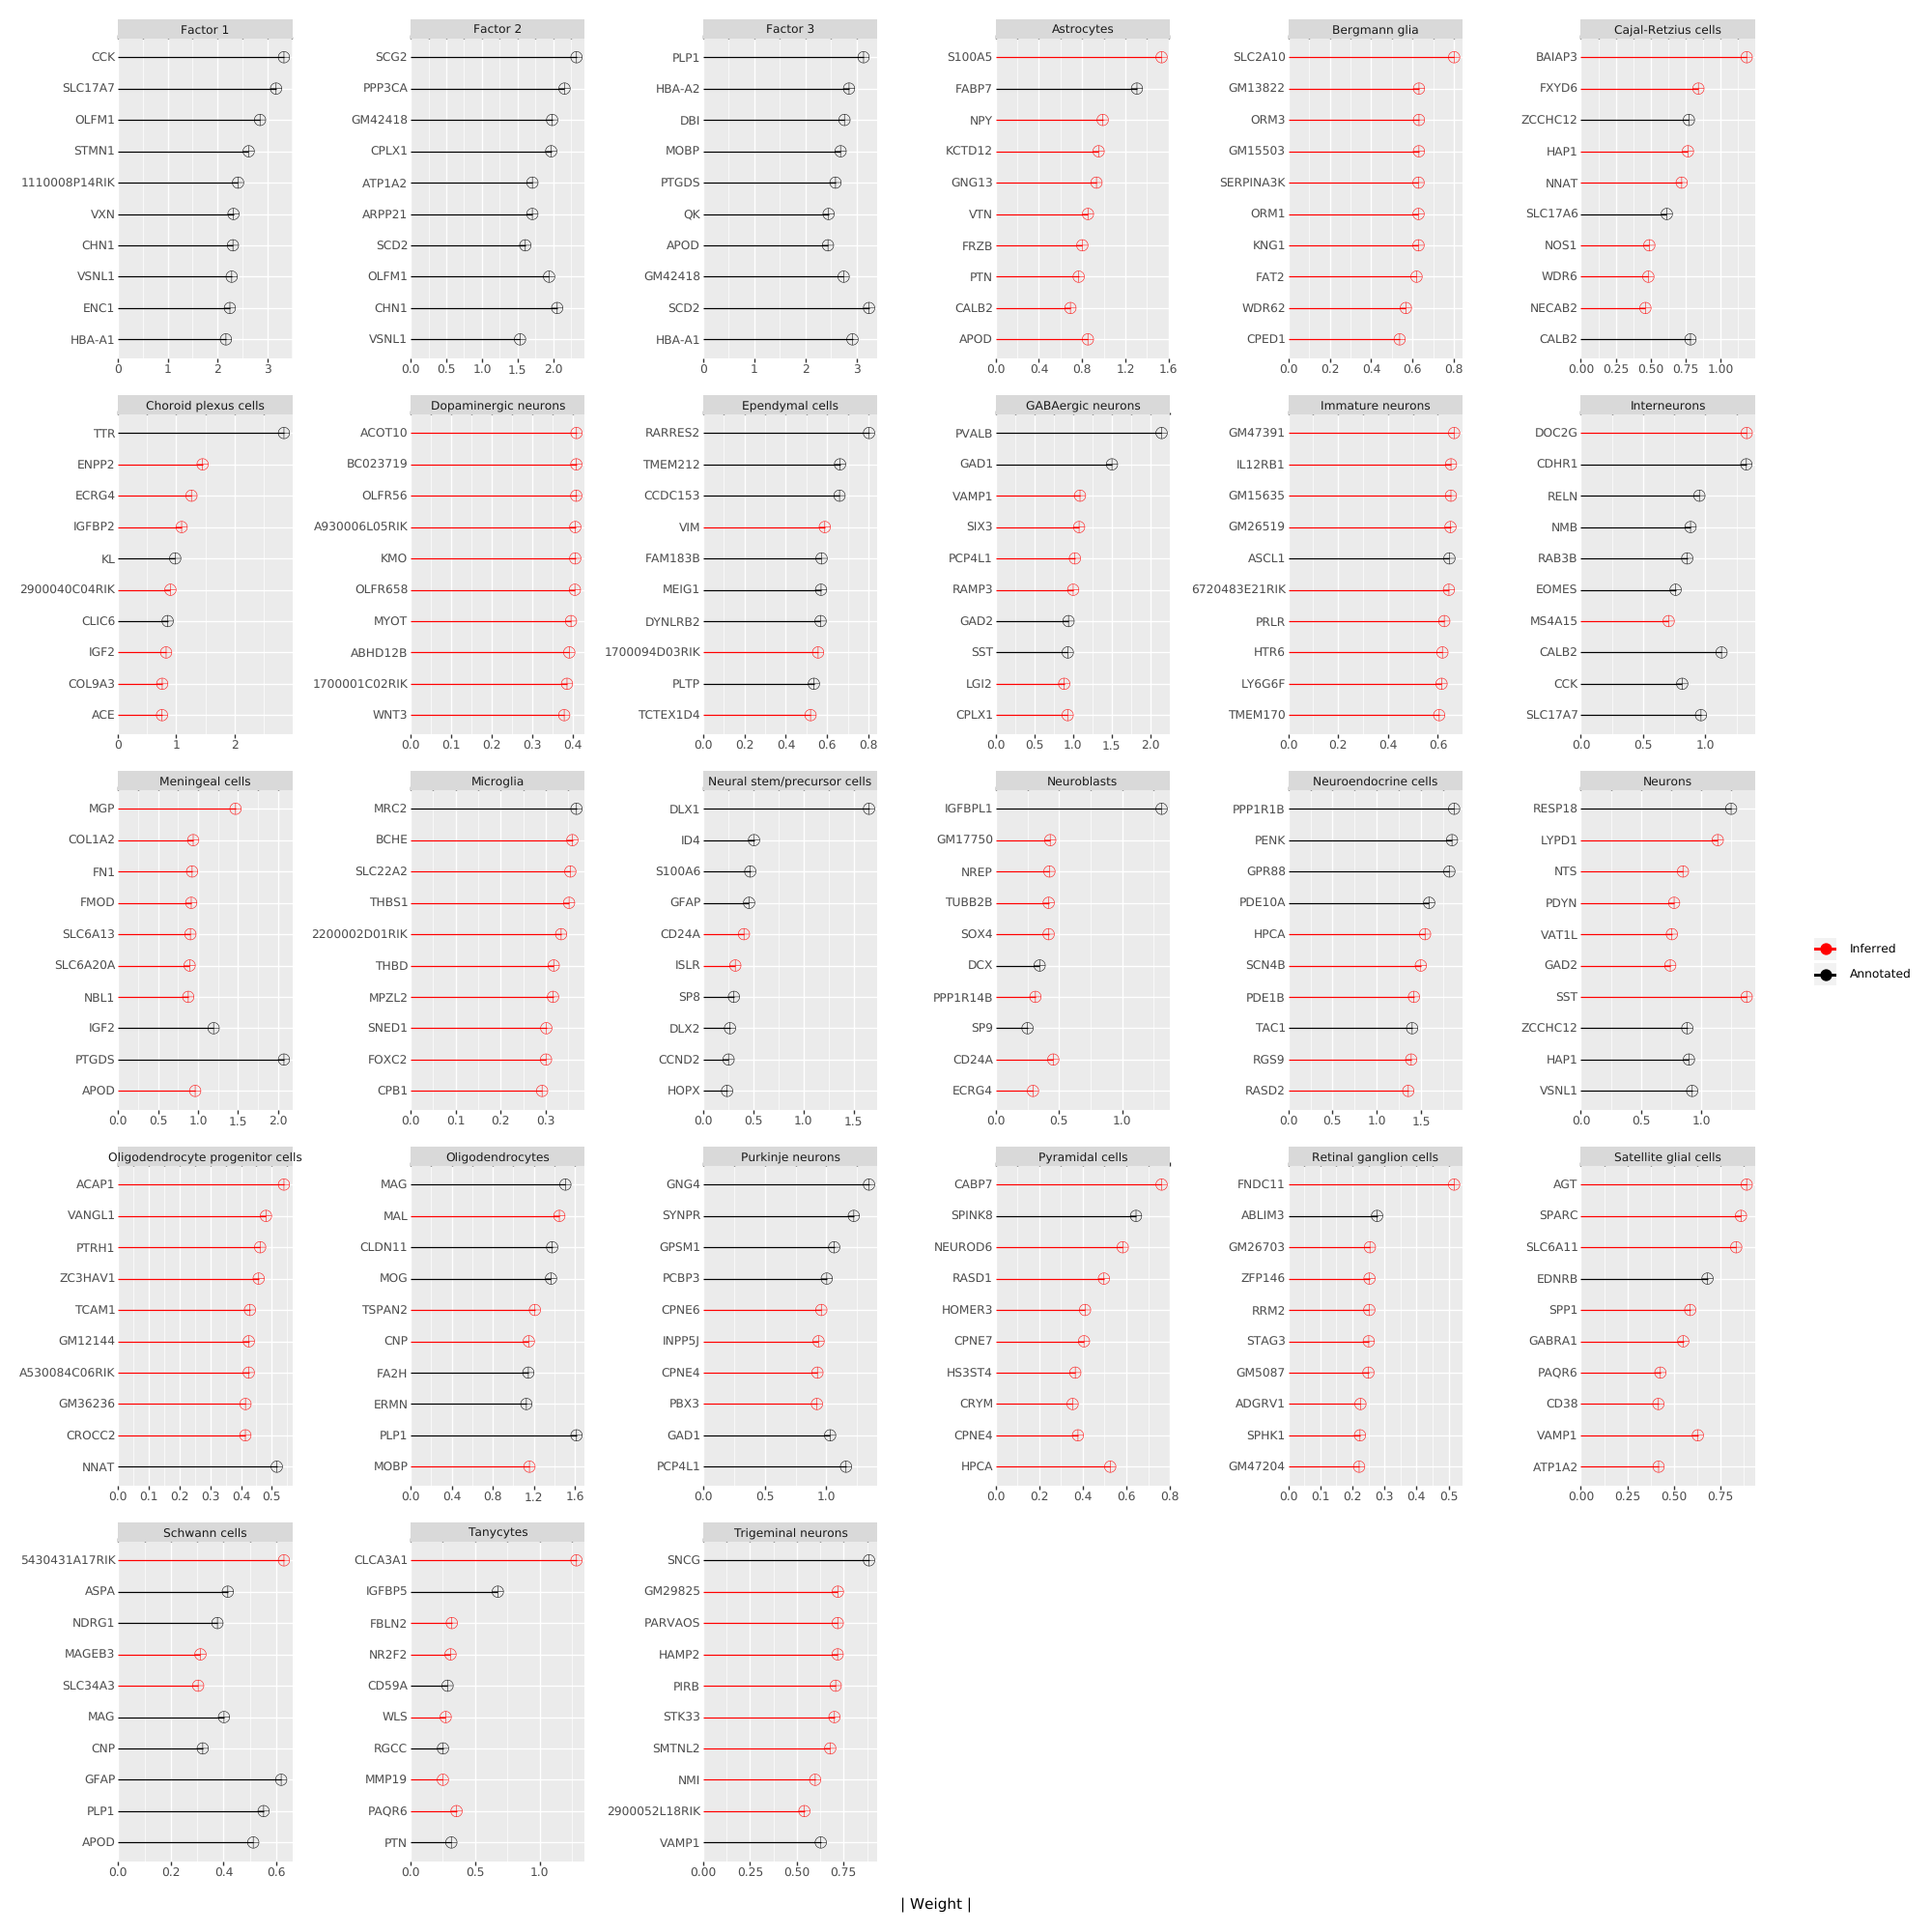 Factor 1
CCK
SLC17A7
OLFM1
STMN1
1110008P14RIK
VXN
CHN1
VSNL1
ENC1
HBA-A1
0 1 2 3
Factor 2
SCG2
PPP3CA
GM42418
CPLX1
ATP1A2
ARPP21
SCD2
OLFM1
CHN1
VSNL1
0.0 0.5 1.0 1.5 2.0
Factor 3
PLP1
HBA-A2
DBI
MOBP
PTGDS
QK
APOD
GM42418
SCD2
HBA-A1
0 1 2 3
Astrocytes
S100A5
FABP7
NPY
KCTD12
GNG13
VTN
FRZB
PTN
CALB2
APOD
0.0 0.4 0.8 1.2 1.6
Bergmann glia
SLC2A10
GM13822
ORM3
GM15503
SERPINA3K
ORM1
KNG1
FAT2
WDR62
CPED1
0.0 0.2 0.4 0.6 0.8
Cajal-Retzius cells
BAIAP3
FXYD6
ZCCHC12
HAP1
NNAT
SLC17A6
NOS1
WDR6
NECAB2
CALB2
0.00 0.25 0.50 0.75 1.00
Choroid plexus cells
TTR
ENPP2
ECRG4
IGFBP2
KL
2900040C04RIK
CLIC6
IGF2
COL9A3
ACE
0 1 2
Dopaminergic neurons
ACOT10
BC023719
OLFR56
A930006L05RIK
KMO
OLFR658
MYOT
ABHD12B
1700001C02RIK
WNT3
0.0 0.1 0.2 0.3 0.4
Ependymal cells
RARRES2
TMEM212
CCDC153
VIM
FAM183B
MEIG1
DYNLRB2
1700094D03RIK
PLTP
TCTEX1D4
0.0 0.2 0.4 0.6 0.8
GABAergic neurons
PVALB
GAD1
VAMP1
SIX3
PCP4L1
RAMP3
GAD2
SST
LGI2
CPLX1
0.0 0.5 1.0 1.5 2.0
Immature neurons
GM47391
IL12RB1
GM15635
GM26519
ASCL1
6720483E21RIK
PRLR
HTR6
LY6G6F
TMEM170
0.0 0.2 0.4 0.6
Interneurons
DOC2G
CDHR1
RELN
NMB
RAB3B
EOMES
MS4A15
CALB2
CCK
SLC17A7
0.0 0.5 1.0
Meningeal cells
MGP
COL1A2
FN1
FMOD
SLC6A13
SLC6A20A
NBL1
IGF2
PTGDS
APOD
0.0 0.5 1.0 1.5 2.0
Microglia
MRC2
BCHE
SLC22A2
THBS1
2200002D01RIK
THBD
MPZL2
SNED1
FOXC2
CPB1
0.0 0.1 0.2 0.3
Neural stem/precursor cells
DLX1
ID4
S100A6
GFAP
CD24A
ISLR
SP8
DLX2
CCND2
HOPX
0.0 0.5 1.0 1.5
Neuroblasts
IGFBPL1
GM17750
NREP
TUBB2B
SOX4
DCX
PPP1R14B
SP9
CD24A
ECRG4
0.0 0.5 1.0
Neuroendocrine cells
PPP1R1B
PENK
GPR88
PDE10A
HPCA
SCN4B
PDE1B
TAC1
RGS9
RASD2
0.0 0.5 1.0 1.5
Neurons
RESP18
LYPD1
NTS
PDYN
VAT1L
GAD2
SST
ZCCHC12
HAP1
VSNL1
0.0 0.5 1.0
Inferred
Annotated
Oligodendrocyte progenitor cells
ACAP1
VANGL1
PTRH1
ZC3HAV1
TCAM1
GM12144
A530084C06RIK
GM36236
CROCC2
NNAT
0.0 0.1 0.2 0.3 0.4 0.5
Oligodendrocytes
MAG
MAL
CLDN11
MOG
TSPAN2
CNP
FA2H
ERMN
PLP1
MOBP
0.0 0.4 0.8 1.2 1.6
Purkinje neurons
GNG4
SYNPR
GPSM1
PCBP3
CPNE6
INPP5J
CPNE4
PBX3
GAD1
PCP4L1
0.0 0.5 1.0
Pyramidal cells
CABP7
SPINK8
NEUROD6
RASD1
HOMER3
CPNE7
HS3ST4
CRYM
CPNE4
HPCA
0.0 0.2 0.4 0.6 0.8
Retinal ganglion cells
FNDC11
ABLIM3
GM26703
ZFP146
RRM2
STAG3
GM5087
ADGRV1
SPHK1
GM47204
0.0 0.1 0.2 0.3 0.4 0.5
Satellite glial cells
AGT
SPARC
SLC6A11
EDNRB
SPP1
GABRA1
PAQR6
CD38
VAMP1
ATP1A2
0.00 0.25 0.50 0.75
Schwann cells
5430431A17RIK
ASPA
NDRG1
MAGEB3
SLC34A3
MAG
CNP
GFAP
PLP1
APOD
0.0 0.2 0.4 0.6
Tanycytes
CLCA3A1
IGFBP5
FBLN2
NR2F2
CD59A
WLS
RGCC
MMP19
PAQR6
PTN
0.0 0.5 1.0
Trigeminal neurons
SNCG
GM29825
PARVAOS
HAMP2
PIRB
STK33
SMTNL2
NMI
2900052L18RIK
VAMP1
0.00 0.25 0.50 0.75
| Weight |